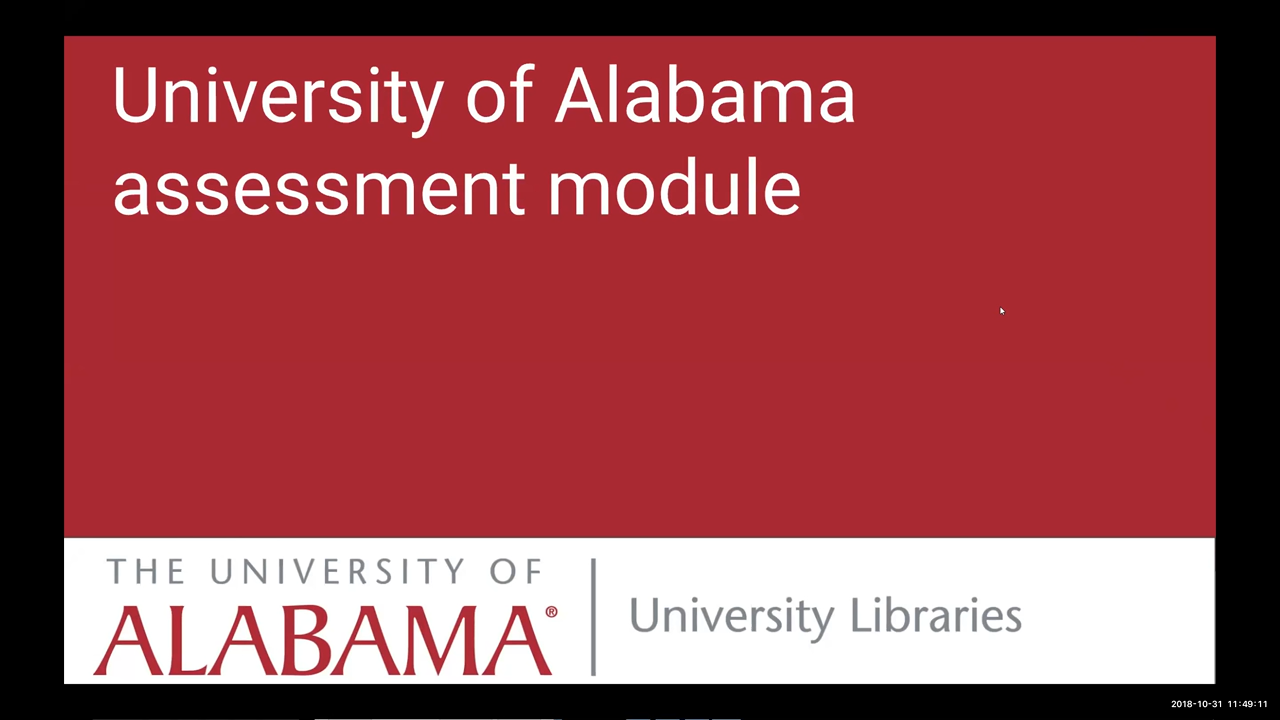 University of Alabama
assessment module
THE UNIVERSITY OF
ALABAMA®
University Libraries
2018-10-31 11:49:11